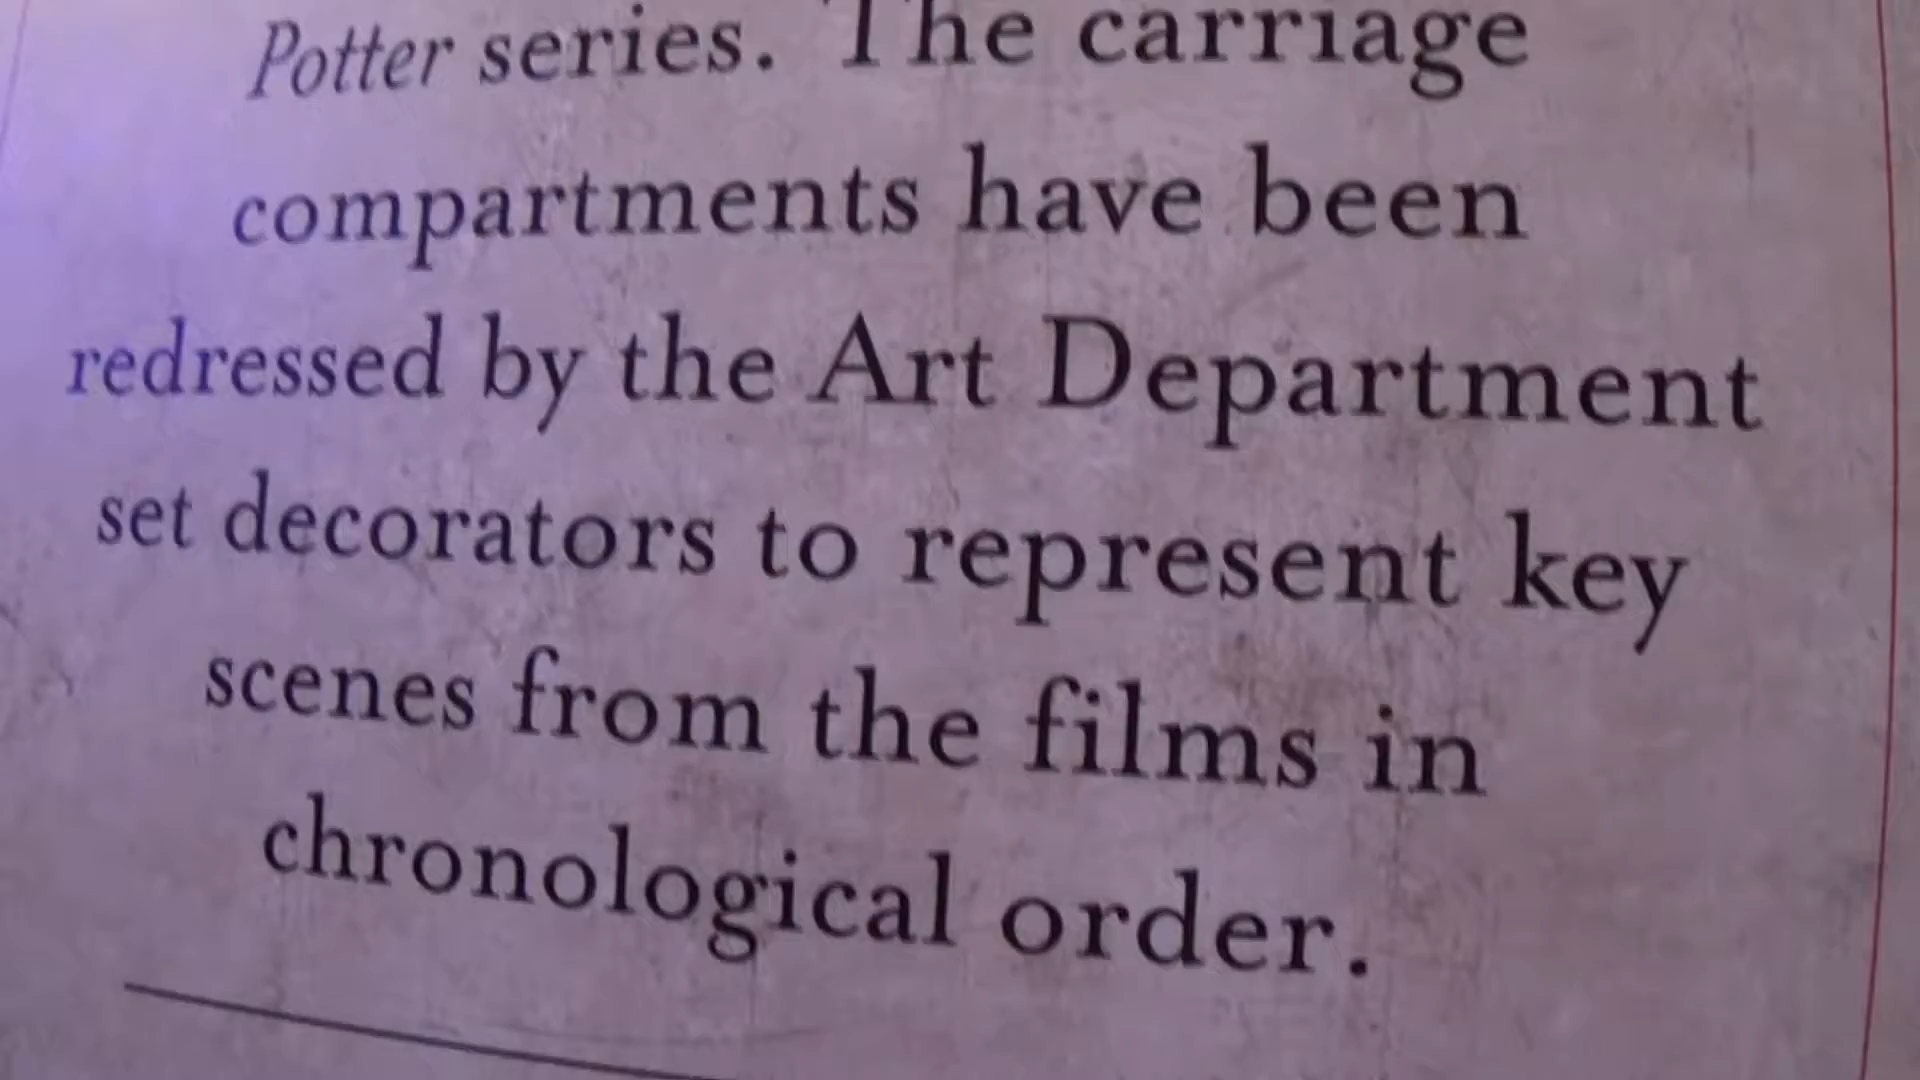 Potter series. The carriage
compartments have been
redressed by the Art Department
set decorators to represent key
scenes from the films in
chronological order.